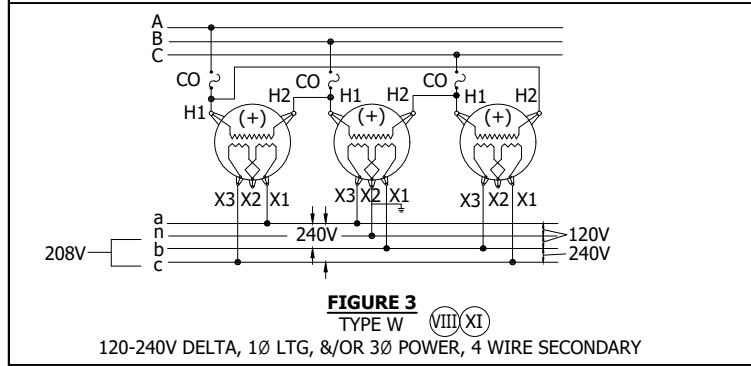 A
B
C
CO CO CO
H1 H2 H1 H2 H1 H2
(+) (+) (+)
X3 X2 X1 X3 X2 X1 X3 X2 X1
a
n 240V 120V
208V b 240V
c
FIGURE 3
TYPE W VIII XI
120-240V DELTA, 1Ø LTG, &/OR 3Ø POWER, 4 WIRE SECONDARY